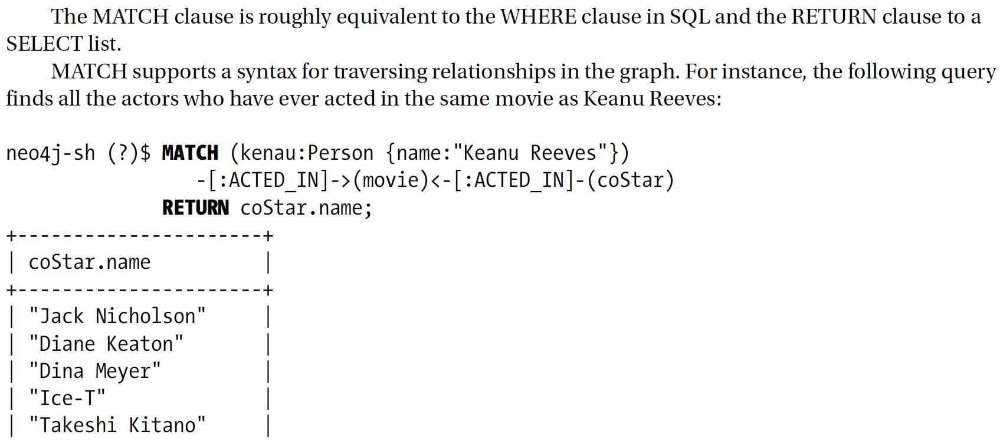 The MATCH clause is roughly equivalent to the WHERE clause in SQL and the RETURN clause to a
SELECT list.
MATCH supports a syntax for traversing relationships in the graph. For instance, the following query
finds all the actors who have ever acted in the same movie as Keanu Reeves:
neo4j-sh (?)$ MATCH (kenau:Person {name:"Keanu Reeves"})
-[:ACTED_IN]->(movie)<-[:ACTED_IN]-(coStar)
RETURN coStar.name;
+----------------------+
| coStar.name          |
+----------------------+
| "Jack Nicholson"     |
| "Diane Keaton"       |
| "Dina Meyer"         |
| "Ice-T"              |
| "Takeshi Kitano"     |